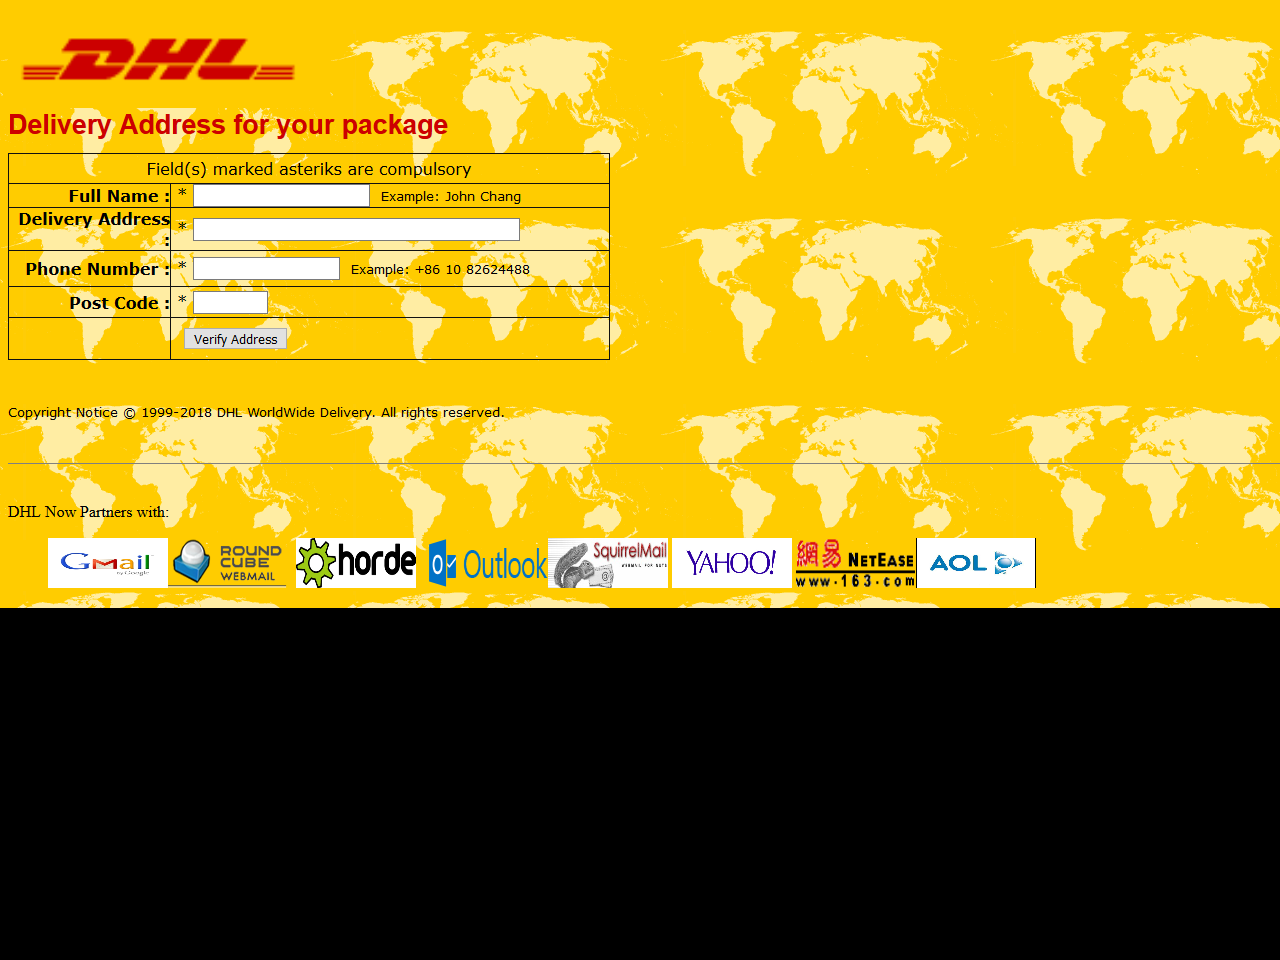 DHL
Delivery Address for your package
Field(s) marked asteriks are compulsory
Full Name : * Example: John Chang
Delivery Address : *
Phone Number : * Example: +86 10 82624488
Post Code : *
Verify Address
Copyright Notice © 1999-2018 DHL WorldWide Delivery. All rights reserved.
DHL Now Partners with:
Gmail by Google
ROUND CUBE WEBMAIL
horde
Outlook
SquirrelMail
WEBMAIL FOR NUTS
YAHOO!
網易 NETEASE
www.163.com
AOL